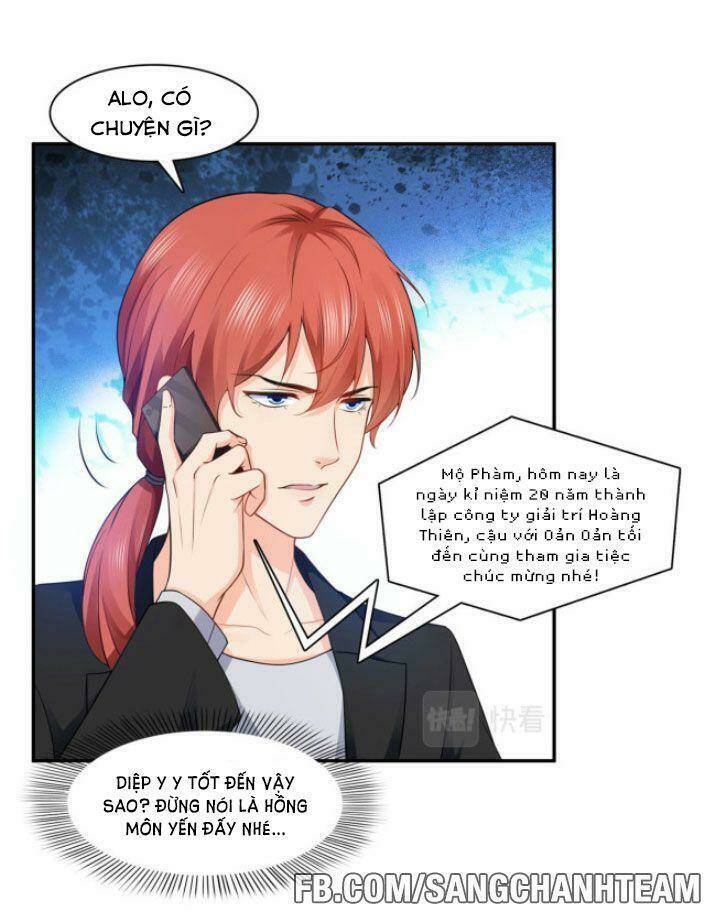 ALO, CÓ
CHUYỆN GÌ?
Mộ Phàm, hôm nay là
ngày kỉ niệm 20 năm thành
lập công ty giải trí Hoàng
Thiên, cậu với Oản Oản tối
đến cùng tham gia tiệc
chúc mừng nhé!
快看! 快看
DIỆP Y Y TỐT ĐẾN VẬY
SAO? ĐỪNG NÓI LÀ HỒNG
MÔN YẾN ĐẤY NHÉ...
FB.COM/SANGCHANHTEAM